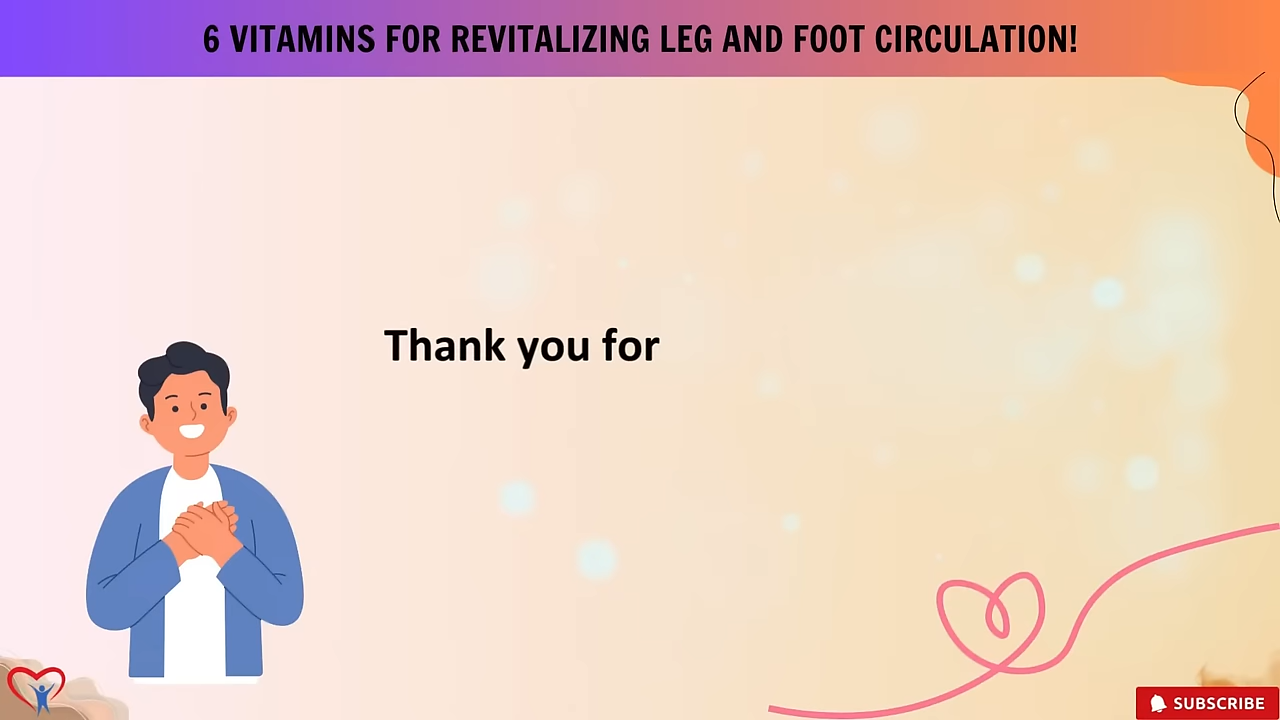 6 VITAMINS FOR REVITALIZING LEG AND FOOT CIRCULATION!
Thank you for
SUBSCRIBE